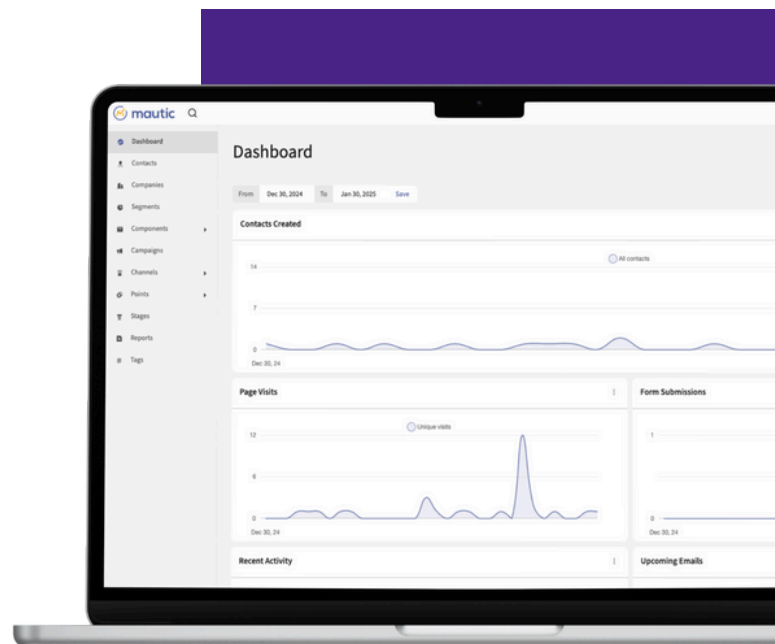 mautic
Dashboard
Contacts
Companies
Segments
Components
Campaigns
Channels
Points
Stages
Reports
Tags
Dashboard
From Dec 30, 2024 To Jan 30, 2025 Save
Contacts Created
All contacts
14
7
0
Dec 30, 24
Page Visits
Unique visits
12
6
0
Dec 30, 24
Form Submissions
1
0
Dec 30, 24
Recent Activity
Upcoming Emails